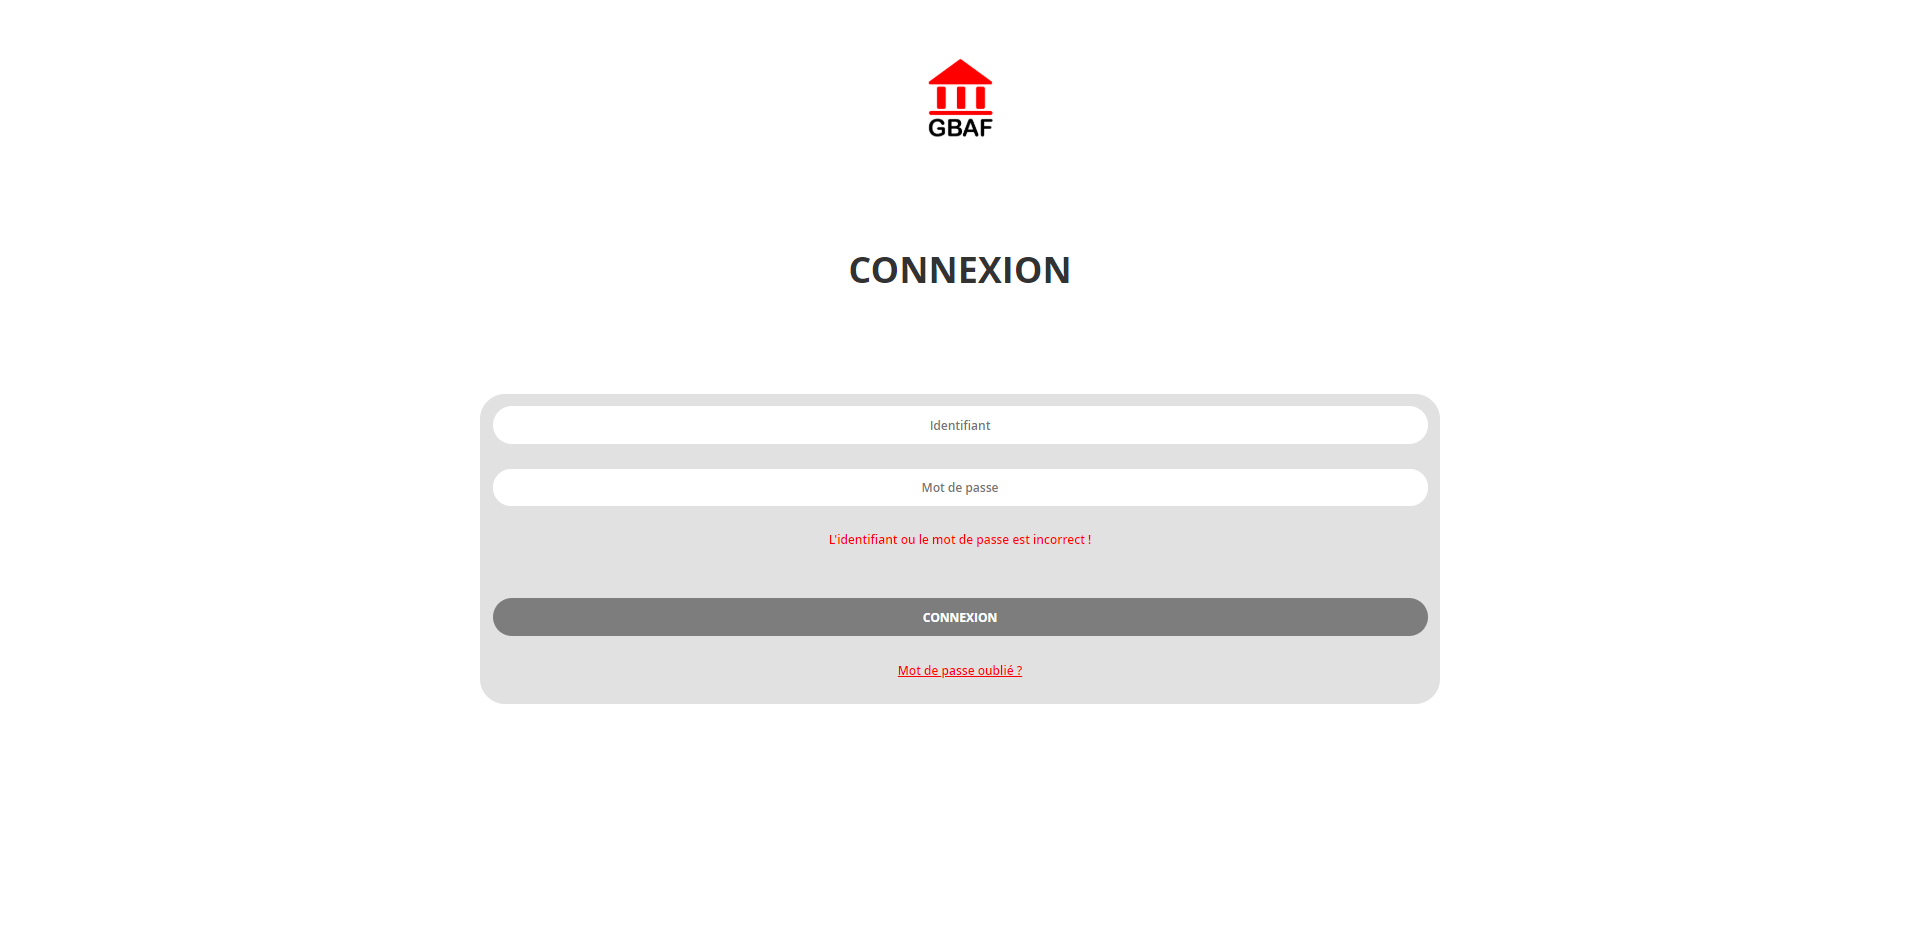 GBAF
CONNEXION
Identifiant
Mot de passe
L'identifiant ou le mot de passe est incorrect !
CONNEXION
Mot de passe oublié ?